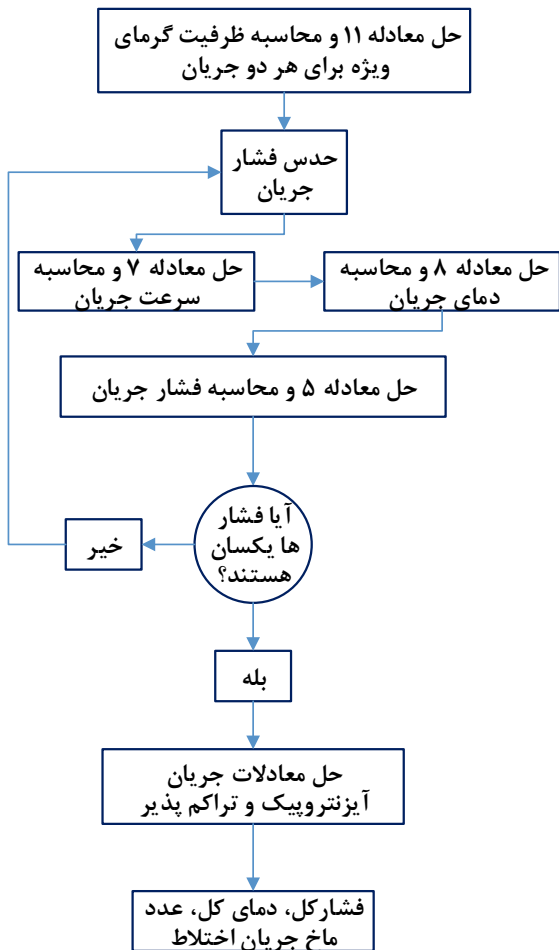 حل معادله ۱۱ و محاسبه ظرفیت گرمای
ویژه برای هر دو جریان
حدس فشار
جریان
حل معادله ۷ و محاسبه
سرعت جریان
حل معادله ۸ و محاسبه
دمای جریان
حل معادله ۵ و محاسبه فشار جریان
آیا فشار
ها یکسان
هستند؟
خیر
بله
حل معادلات جریان
آیزنتروپیک و تراکم پذیر
فشارکل، دمای کل، عدد
ماخ جریان اختلاط